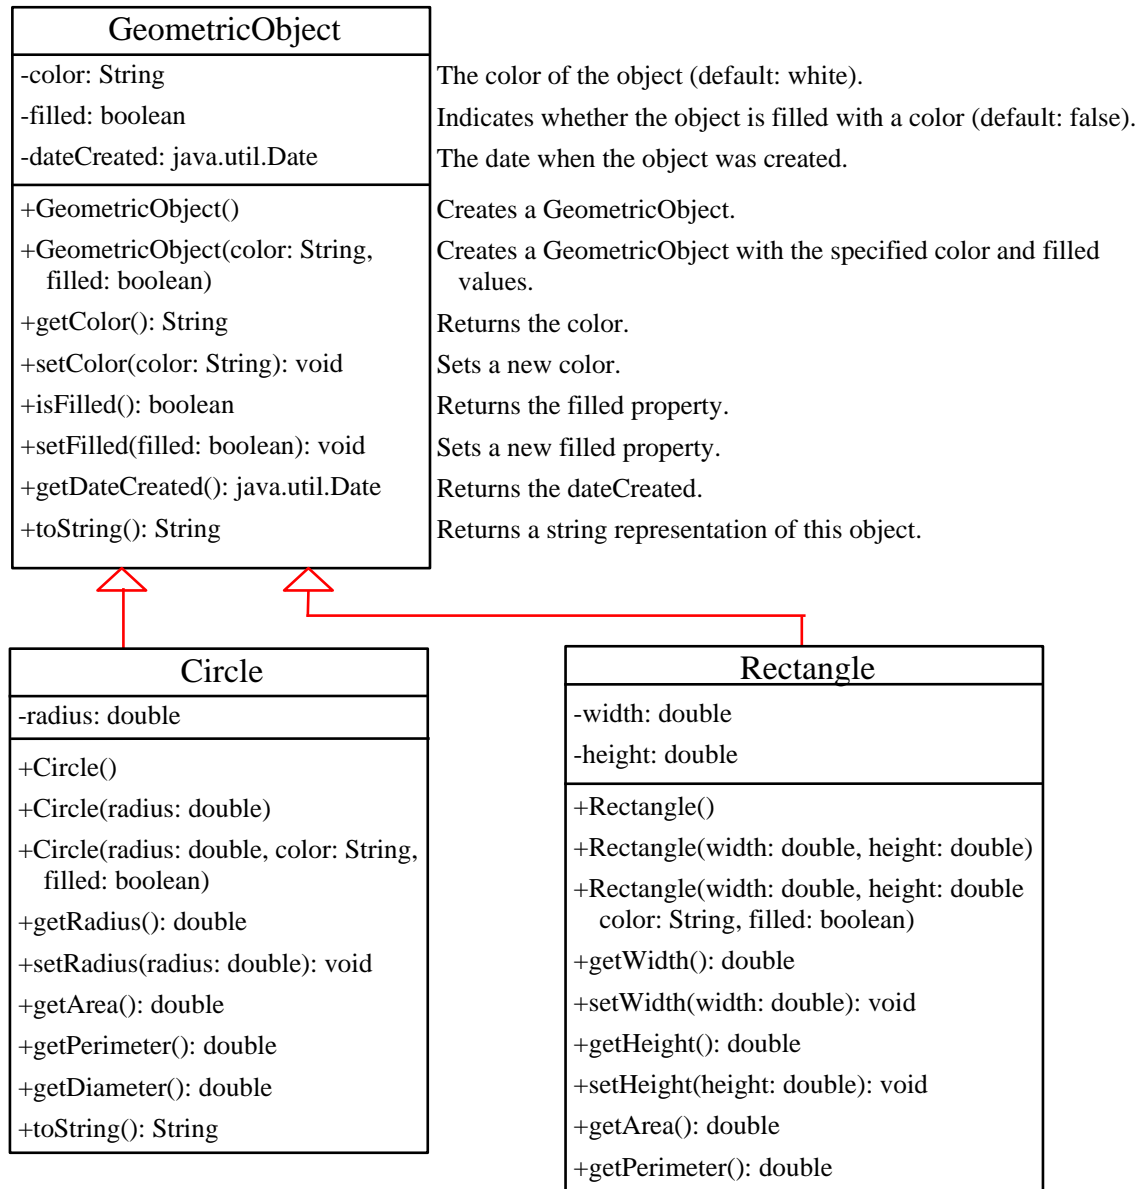 GeometricObject
-color: String
The color of the object (default: white).
-filled: boolean
Indicates whether the object is filled with a color (default: false).
-dateCreated: java.util.Date
The date when the object was created.
+GeometricObject()
Creates a GeometricObject.
+GeometricObject(color: String,
filled: boolean)
Creates a GeometricObject with the specified color and filled
values.
+getColor(): String
Returns the color.
+setColor(color: String): void
Sets a new color.
+isFilled(): boolean
Returns the filled property.
+setFilled(filled: boolean): void
Sets a new filled property.
+getDateCreated(): java.util.Date
Returns the dateCreated.
+toString(): String
Returns a string representation of this object.
Circle
-radius: double
+Circle()
+Circle(radius: double)
+Circle(radius: double, color: String,
filled: boolean)
+getRadius(): double
+setRadius(radius: double): void
+getArea(): double
+getPerimeter(): double
+getDiameter(): double
+toString(): String
Rectangle
-width: double
-height: double
+Rectangle()
+Rectangle(width: double, height: double)
+Rectangle(width: double, height: double
color: String, filled: boolean)
+getWidth(): double
+setWidth(width: double): void
+getHeight(): double
+setHeight(height: double): void
+getArea(): double
+getPerimeter(): double